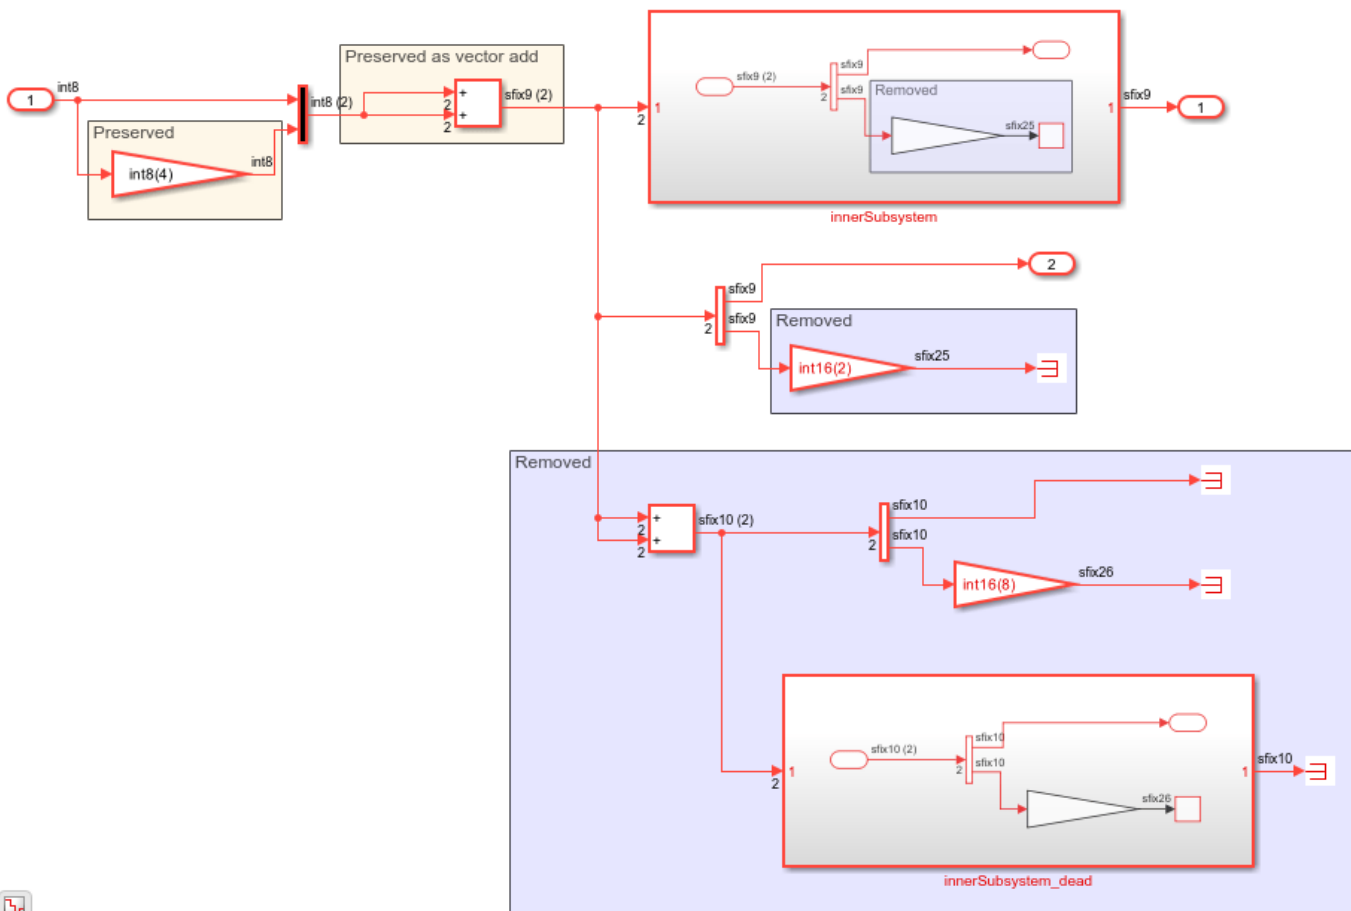 int8
1
Preserved
int8(4)
int8
int8 (2)
Preserved as vector add
+
2
+
2
sfix9 (2)
2
1
sfix9 (2)
2
sfix9
sfix9
Removed
sfix25
1
innerSubsystem
sfix9
1
2
sfix9
sfix9
2
Removed
int16(2)
sfix25
Removed
+
2
+
2
sfix10 (2)
2
sfix10
sfix10
int16(8)
sfix26
1
2
sfix10 (2)
2
sfix10
sfix10
sfix26
1
innerSubsystem_dead
sfix10